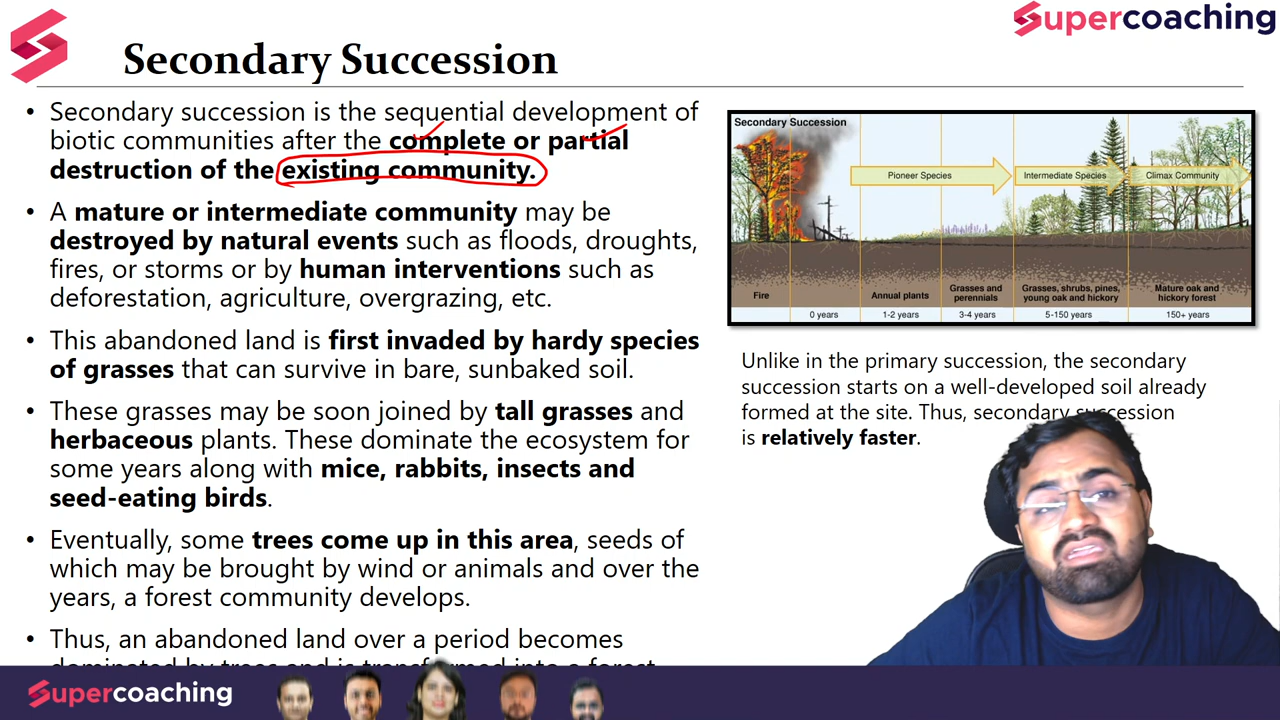 Supercoaching
Secondary Succession
• Secondary succession is the sequential development of
biotic communities after the complete or partial
destruction of the existing community.
• A mature or intermediate community may be
destroyed by natural events such as floods, droughts,
fires, or storms or by human interventions such as
deforestation, agriculture, overgrazing, etc.
• This abandoned land is first invaded by hardy species
of grasses that can survive in bare, sunbaked soil.
• These grasses may be soon joined by tall grasses and
herbaceous plants. These dominate the ecosystem for
some years along with mice, rabbits, insects and
seed-eating birds.
• Eventually, some trees come up in this area, seeds of
which may be brought by wind or animals and over the
years, a forest community develops.
• Thus, an abandoned land over a period becomes
dominated by trees and is transformed into a forest
Secondary Succession
Pioneer Species
Intermediate Species
Climax Community
Fire
Annual plants
Grasses and
perennials
Grasses, shrubs, pines,
young oak and hickory
Mature oak and
hickory forest
0 years
1-2 years
3-4 years
5-150 years
150+ years
Unlike in the primary succession, the secondary
succession starts on a well-developed soil already
formed at the site. Thus, secondary succession
is relatively faster.
Supercoaching